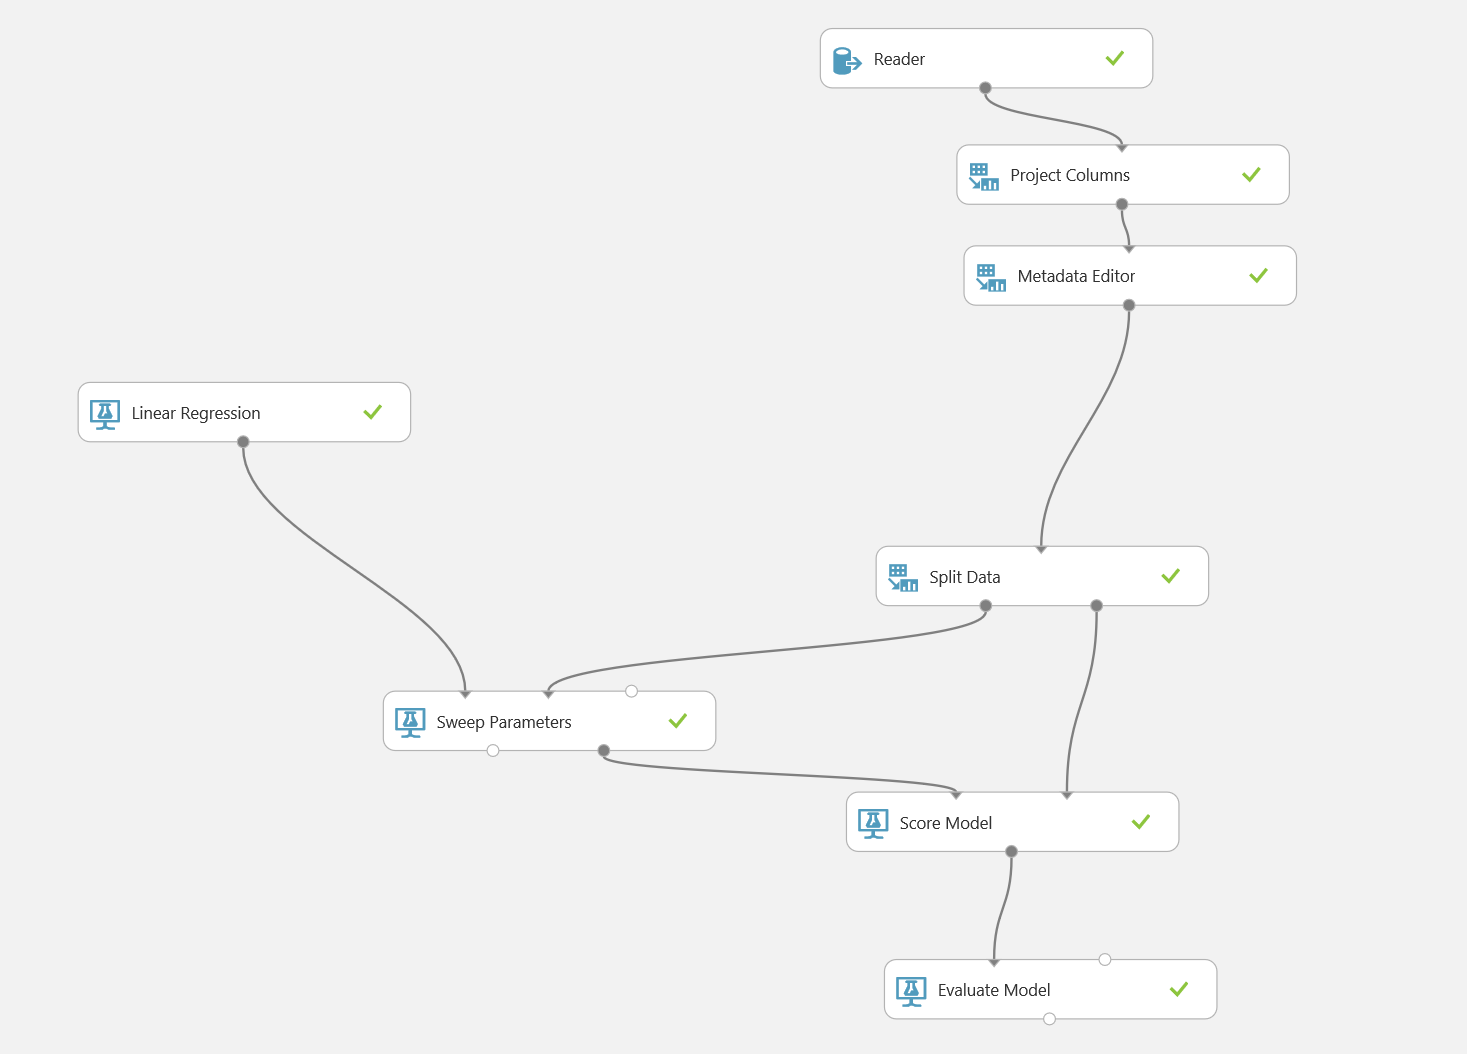 Reader
Project Columns
Metadata Editor
Linear Regression
Split Data
Sweep Parameters
Score Model
Evaluate Model